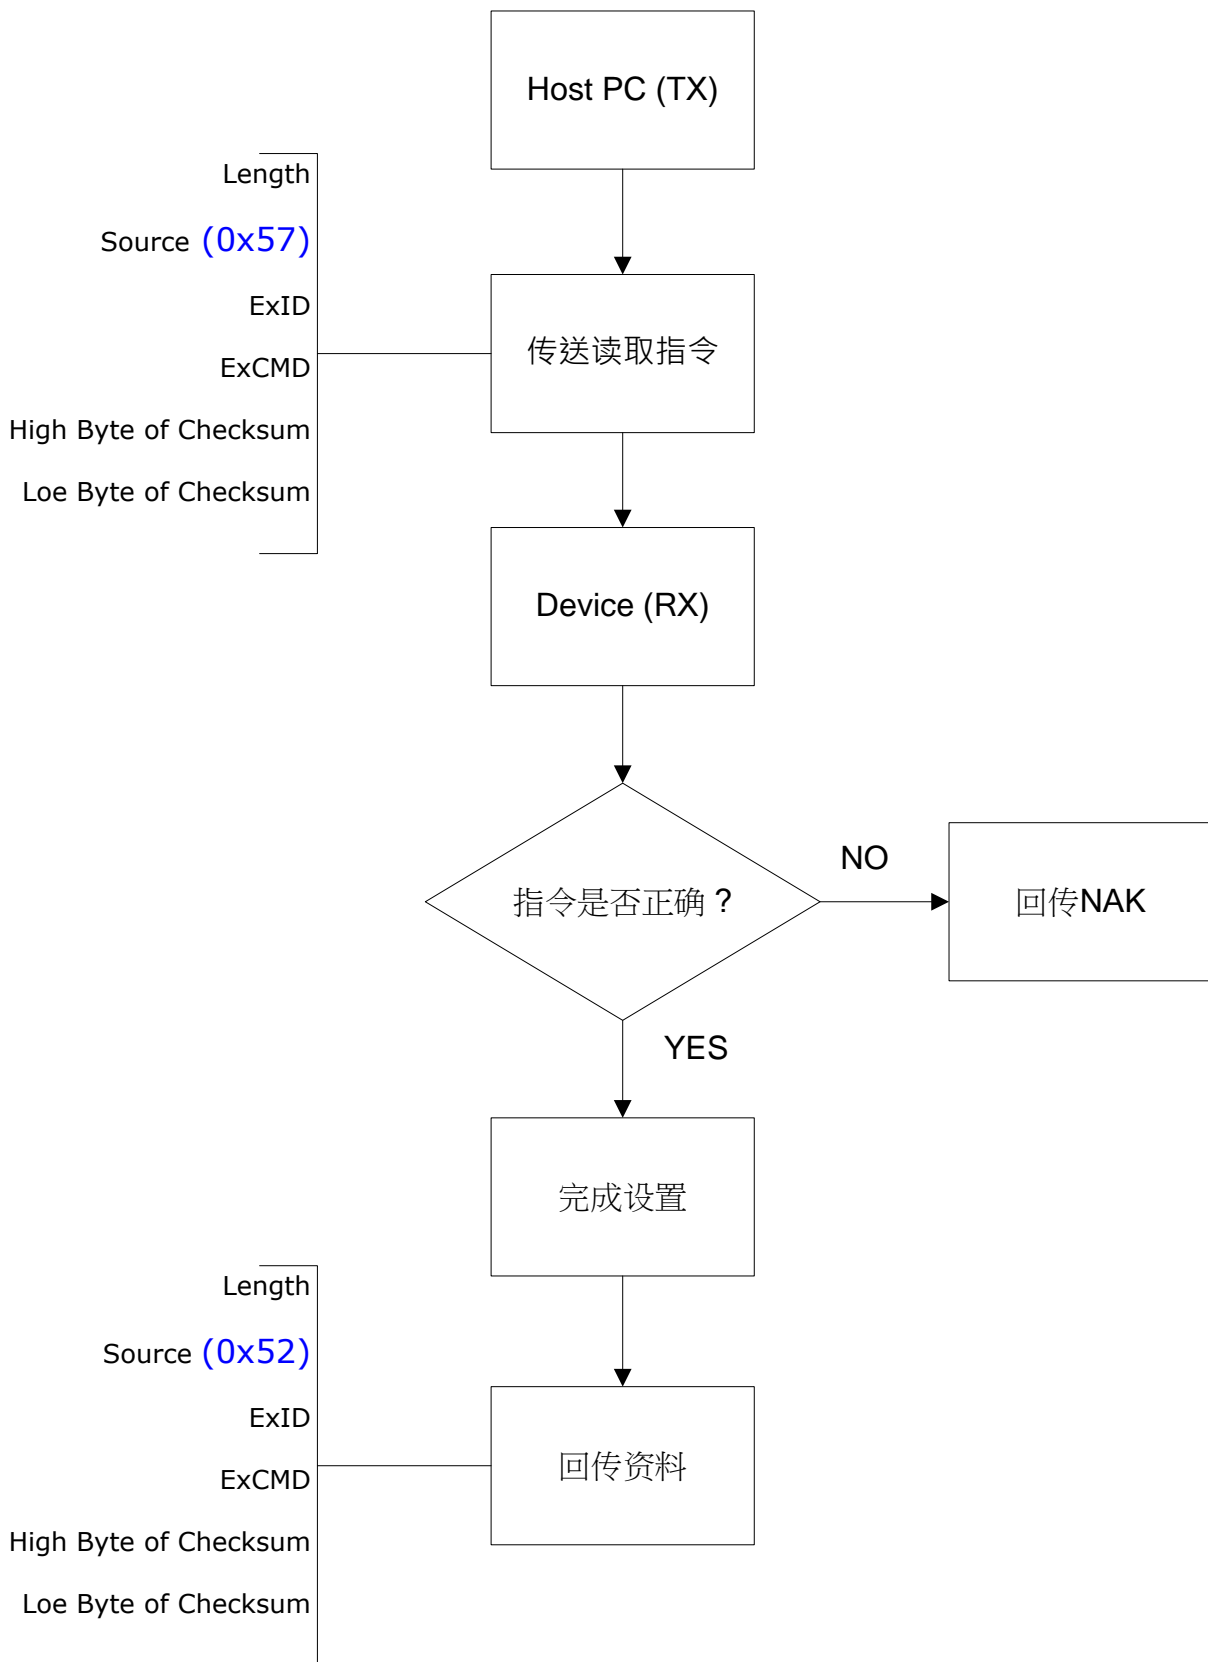 Host PC (TX)
Length
Source (0x57)
ExID
ExCMD
High Byte of Checksum
Loe Byte of Checksum
传送读取指令
Device (RX)
指令是否正确 ?
NO
回传NAK
YES
完成设置
Length
Source (0x52)
ExID
ExCMD
High Byte of Checksum
Loe Byte of Checksum
回传资料